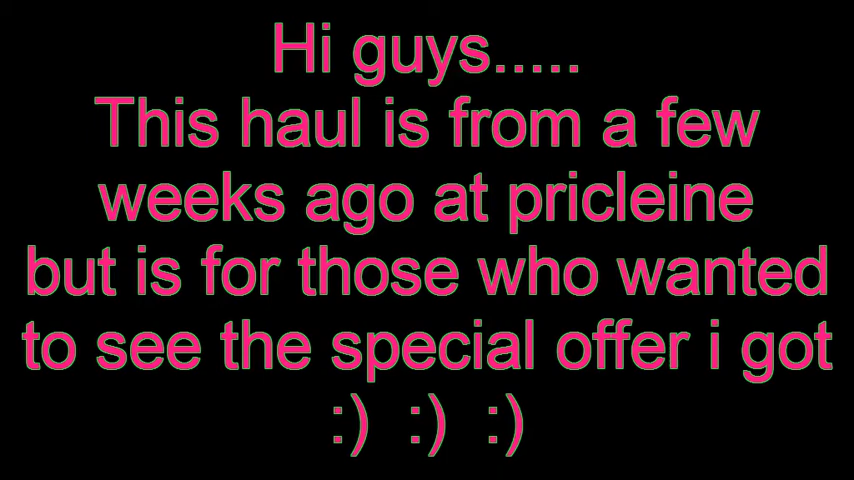 Hi guys.....
This haul is from a few
weeks ago at pricleine
but is for those who wanted
to see the special offer i got
:) :) :)